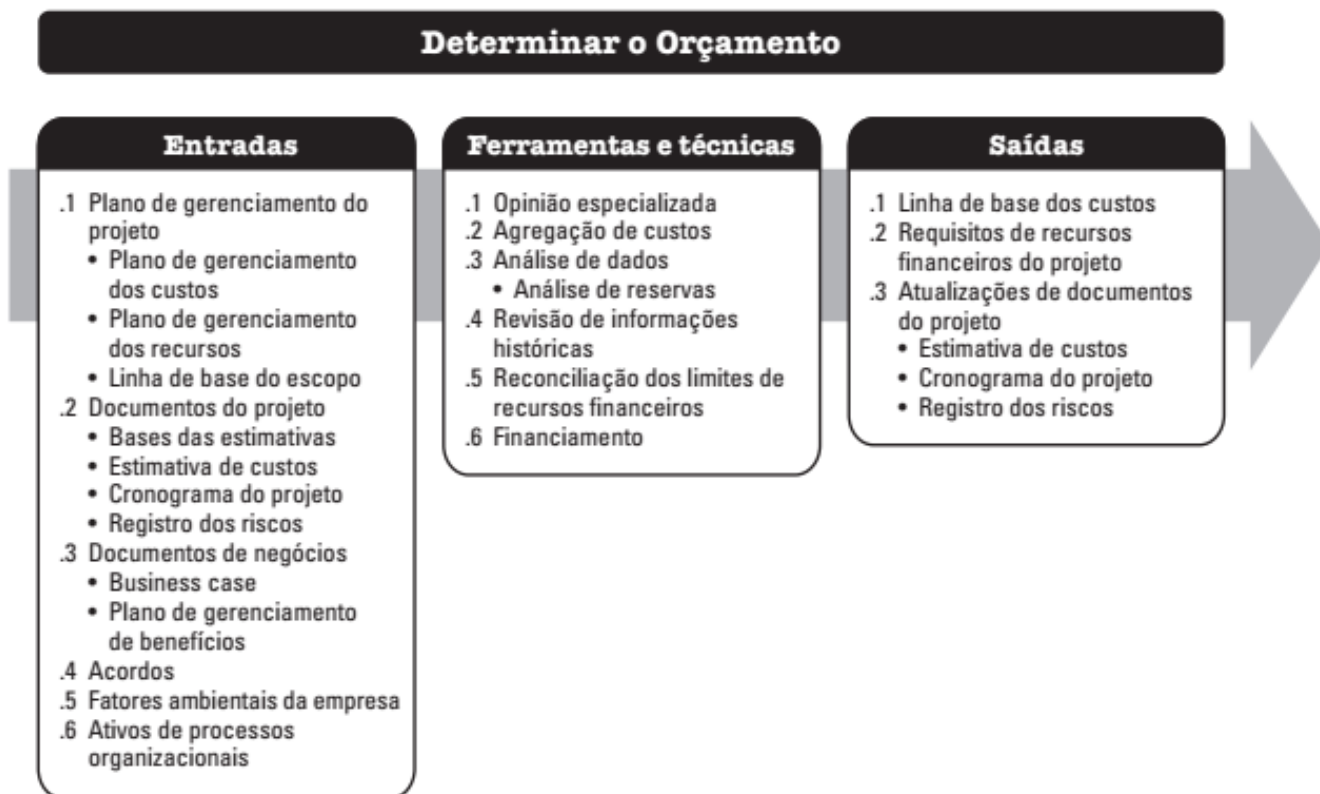 Determinar o Orçamento
Entradas
.1 Plano de gerenciamento do
projeto
• Plano de gerenciamento
dos custos
• Plano de gerenciamento
dos recursos
• Linha de base do escopo
.2 Documentos do projeto
• Bases das estimativas
• Estimativa de custos
• Cronograma do projeto
• Registro dos riscos
.3 Documentos de negócios
• Business case
• Plano de gerenciamento
de benefícios
.4 Acordos
.5 Fatores ambientais da empresa
.6 Ativos de processos
organizacionais
Ferramentas e técnicas
.1 Opinião especializada
.2 Agregação de custos
.3 Análise de dados
• Análise de reservas
.4 Revisão de informações
históricas
.5 Reconciliação dos limites de
recursos financeiros
.6 Financiamento
Saídas
.1 Linha de base dos custos
.2 Requisitos de recursos
financeiros do projeto
.3 Atualizações de documentos
do projeto
• Estimativa de custos
• Cronograma do projeto
• Registro dos riscos